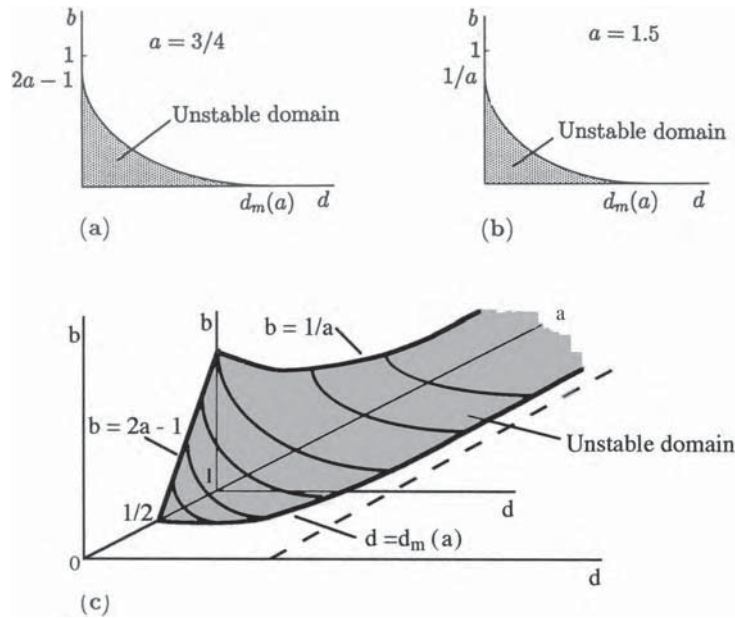 b
1
a = 3/4
2a − 1
Unstable domain
d_m(a)
d
(a)
b
1
a = 1.5
1/a
Unstable domain
d_m(a)
d
(b)
b
b
b = 1/a
a
b = 2a - 1
1
Unstable domain
1/2
d
d =d_m (a)
0
d
(c)